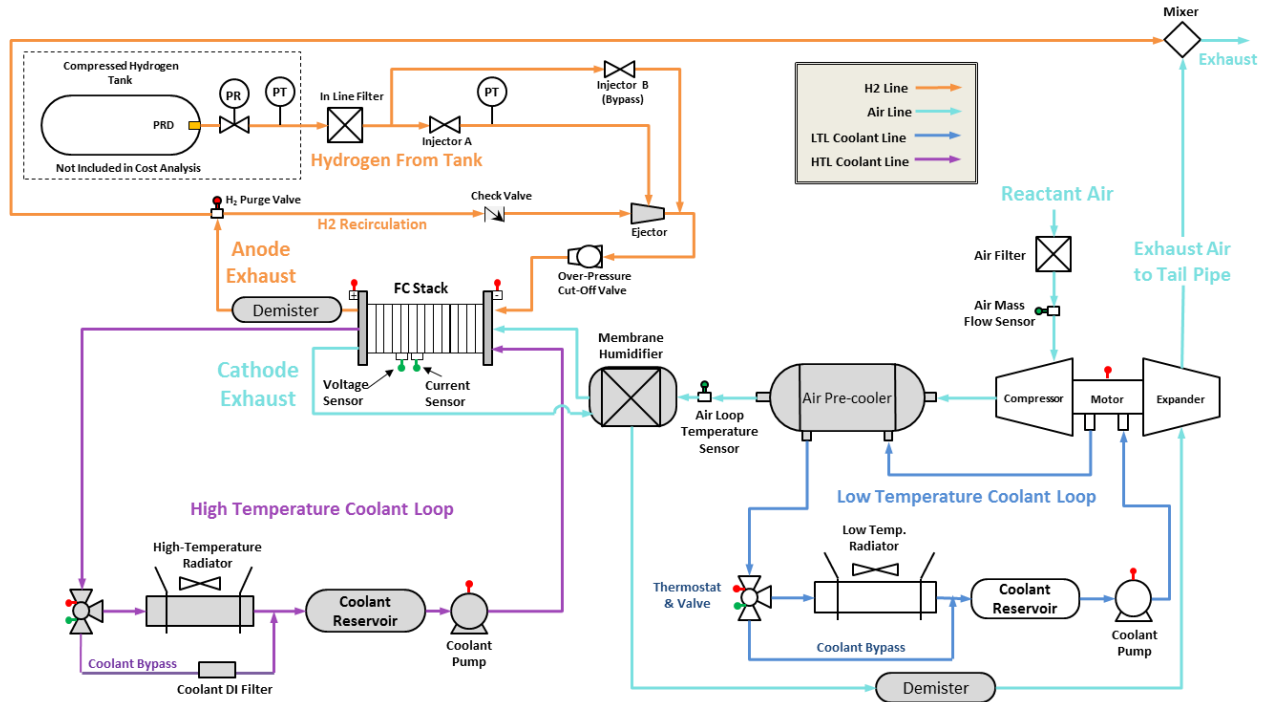 Mixer
Exhaust
Compressed Hydrogen
Tank
PR
PT
PRD
Not Included in Cost Analysis
In Line Filter
Injector B
(Bypass)
PT
Injector A
Hydrogen From Tank
H2 Line
Air Line
LTL Coolant Line
HTL Coolant Line
H₂ Purge Valve
H2 Recirculation
Check Valve
Ejector
Reactant Air
Air Filter
Exhaust Air
to Tail Pipe
Anode
Exhaust
Over-Pressure
Cut-Off Valve
Air Mass
Flow Sensor
FC Stack
+
-
Demister
Membrane
Humidifier
Cathode
Exhaust
Voltage
Sensor
Current
Sensor
Air Loop
Temperature
Sensor
Air Pre-cooler
Compressor
Motor
Expander
High Temperature Coolant Loop
Low Temperature Coolant Loop
High-Temperature
Radiator
Coolant
Reservoir
Coolant
Pump
Coolant Bypass
Coolant DI Filter
Low Temp.
Radiator
Thermostat
& Valve
Coolant
Reservoir
Coolant
Pump
Coolant Bypass
Demister